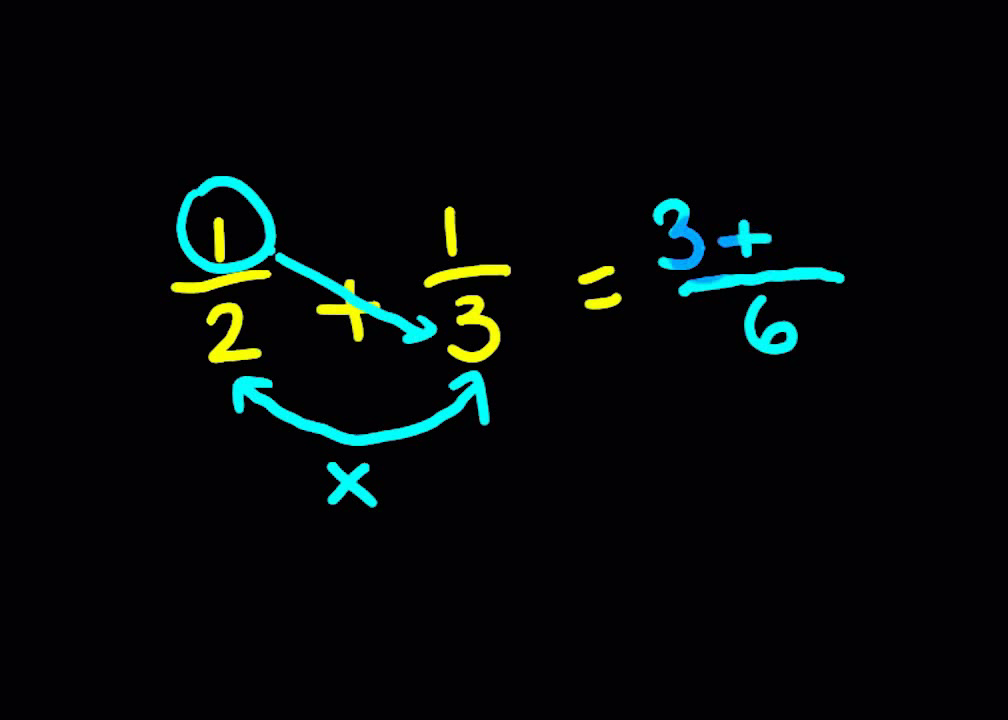 1/2 + 1/3 = 3+/6
x